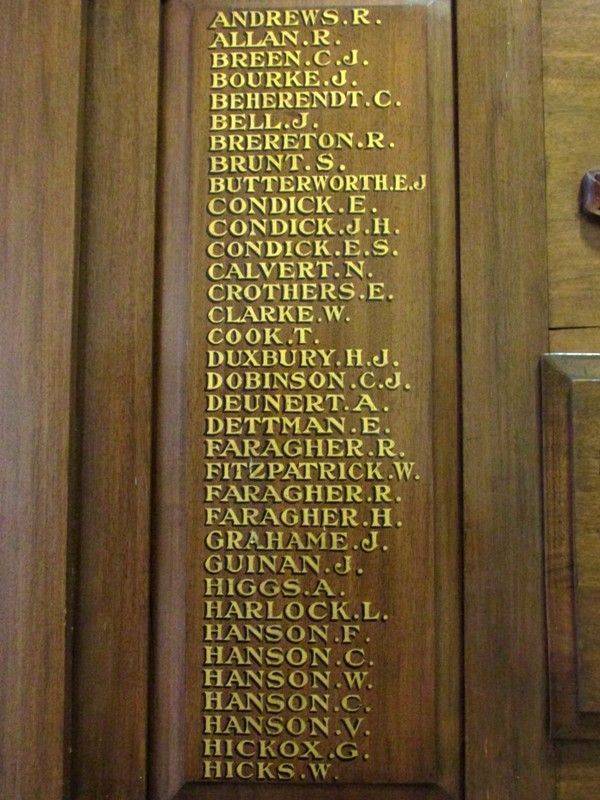 ANDREWS.R.
ALLAN.R.
BREEN.C.J.
BOURKE.J.
BEHERENDT.C.
BELL.J.
BRERETON.R.
BRUNT.S.
BUTTERWORTH.E.J
CONDICK.E.
CONDICK.J.H.
CONDICK.E.S.
CALVERT.N.
CROTHERS.E.
CLARKE.W.
COOK.T.
DUXBURY.H.J.
DOBINSON.C.J.
DEUNERT.A.
DETTMAN.E.
FARAGHER.R.
FITZPATRICK.W.
FARAGHER.R.
FARAGHER.H.
GRAHAME.J.
GUINAN.J.
HIGGS.A.
HARLOCK.L.
HANSON.F.
HANSON.C.
HANSON.W.
HANSON.C.
HANSON.V.
HICKOX.G.
HICKS.W.